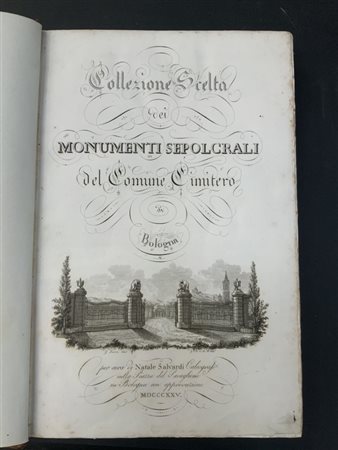 Collezione Scelta
dei
MONUMENTI SEPOLCRALI
del Comune Cimitero
di
Bologna
per cura di Natale Salvardi Calcografo
nella Piazza del Pavaglione
in Bologna con approvazione
MDCCCXXV.